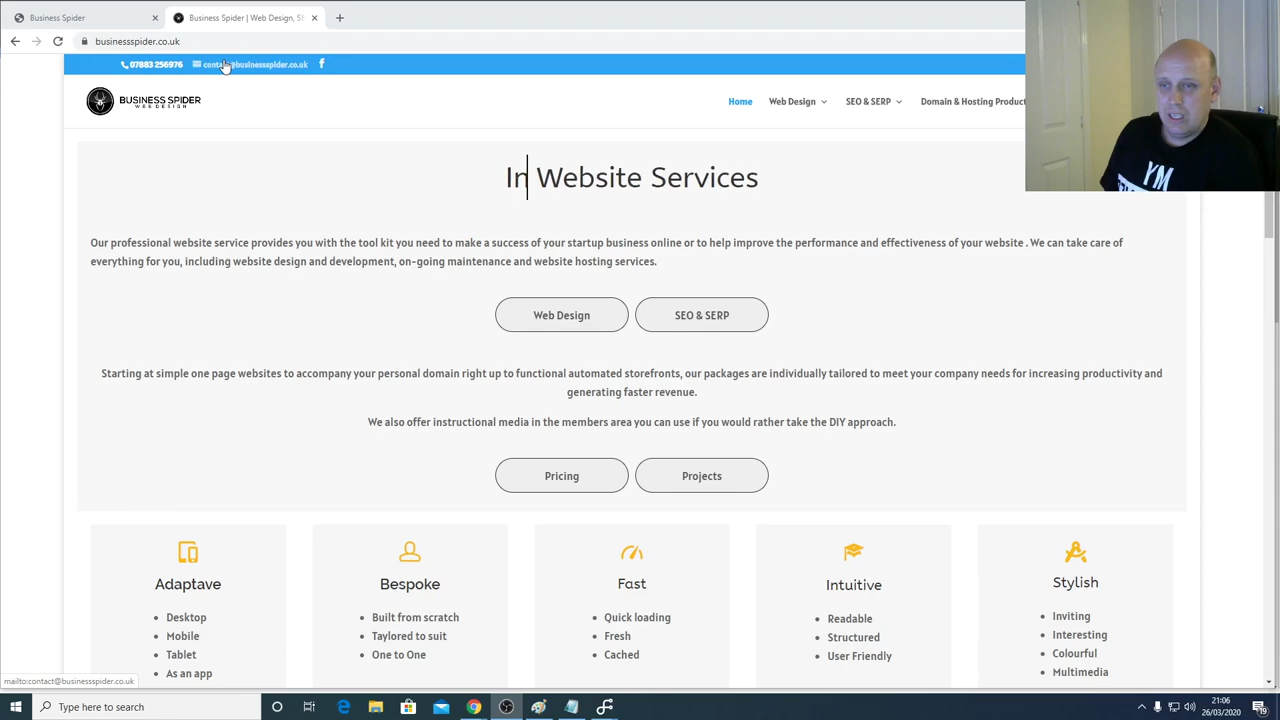 Business Spider
Business Spider | Web Design, SE
businessspider.co.uk
07883 256976 contact@businessspider.co.uk
BUSINESS SPIDER
WEB DESIGN
Home Web Design SEO & SERP Domain & Hosting Product
In Website Services
YM
Our professional website service provides you with the tool kit you need to make a success of your startup business online or to help improve the performance and effectiveness of your website . We can take care of
everything for you, including website design and development, on-going maintenance and website hosting services.
Web Design SEO & SERP
Starting at simple one page websites to accompany your personal domain right up to functional automated storefronts, our packages are individually tailored to meet your company needs for increasing productivity and
generating faster revenue.
We also offer instructional media in the members area you can use if you would rather take the DIY approach.
Pricing Projects
Adaptave Bespoke Fast Intuitive Stylish
Desktop Built from scratch Quick loading Readable Inviting
Mobile Taylored to suit Fresh Structured Interesting
Tablet One to One Cached User Friendly Colourful
As an app Multimedia
mailto:contact@businessspider.co.uk
Type here to search
21:06
26/03/2020
19